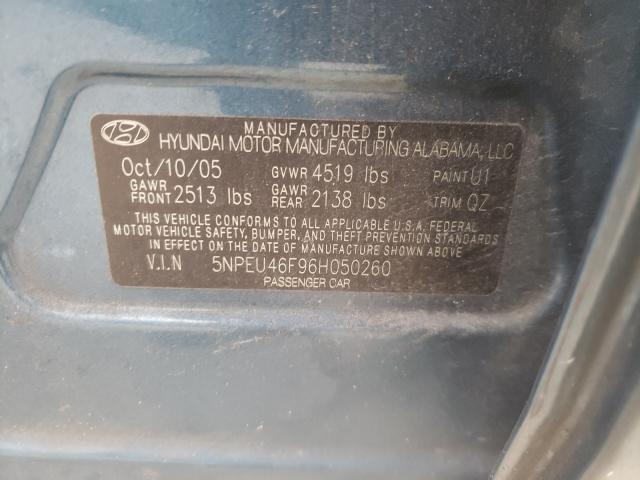 MANUFACTURED BY
HYUNDAI MOTOR MANUFACTURING ALABAMA, LLC
Oct/10/05 GVWR 4519 lbs PAINT U1
GAWR FRONT 2513 lbs GAWR REAR 2138 lbs TRIM QZ
THIS VEHICLE CONFORMS TO ALL APPLICABLE U.S.A. FEDERAL
MOTOR VEHICLE SAFETY, BUMPER, AND THEFT PREVENTION STANDARDS
IN EFFECT ON THE DATE OF MANUFACTURE SHOWN ABOVE
V.I.N 5NPEU46F96H050260
PASSENGER CAR